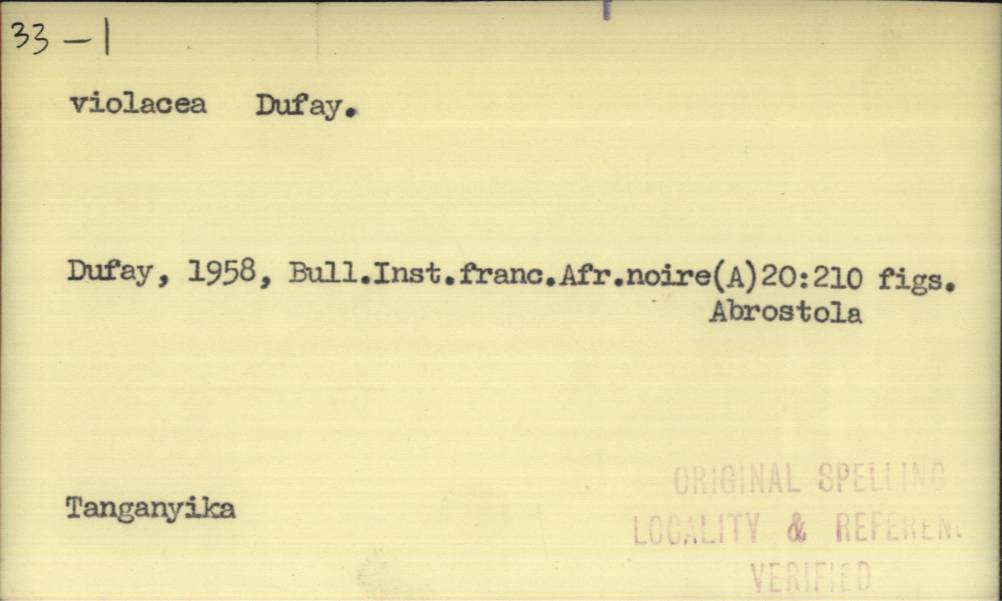 33 - 1
violacea Dufay.
Dufay, 1958, Bull.Inst.franc.Afr.noire(A)20:210 figs.
Abrostola
Tanganyika
ORIGINAL SPELLING
LOCALITY & REFEREN
VERIFIED